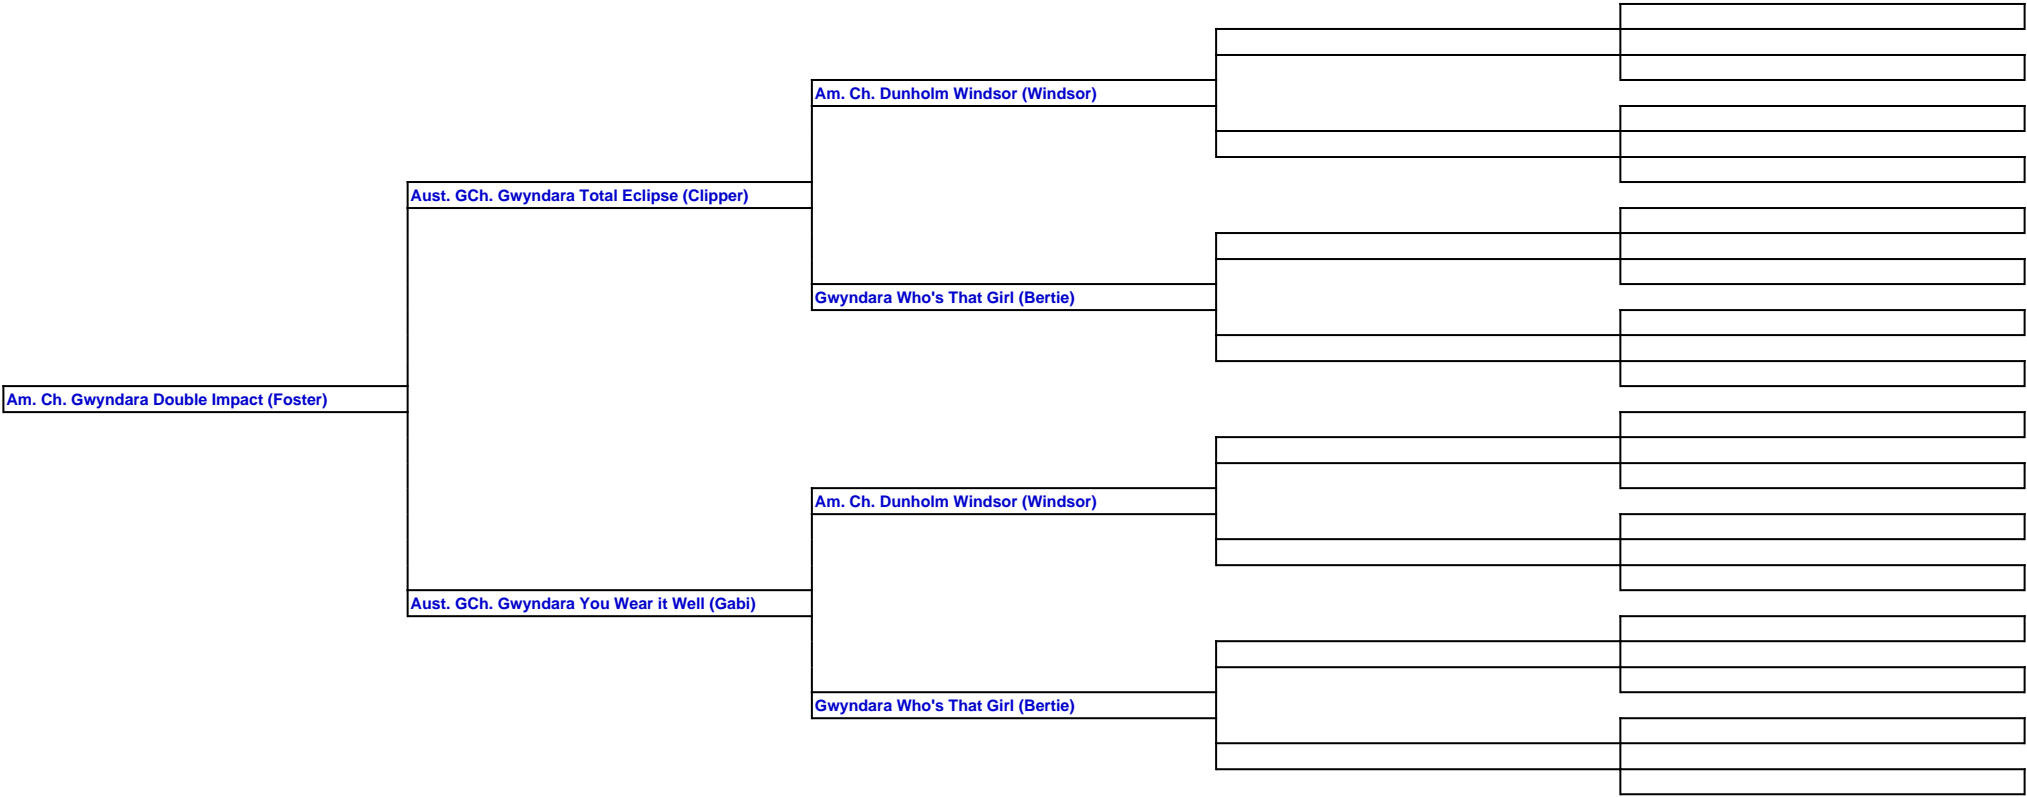 Am. Ch. Dunholm Windsor (Windsor)
Aust. GCh. Gwyndara Total Eclipse (Clipper)
Gwyndara Who's That Girl (Bertie)
Am. Ch. Gwyndara Double Impact (Foster)
Am. Ch. Dunholm Windsor (Windsor)
Aust. GCh. Gwyndara You Wear it Well (Gabi)
Gwyndara Who's That Girl (Bertie)